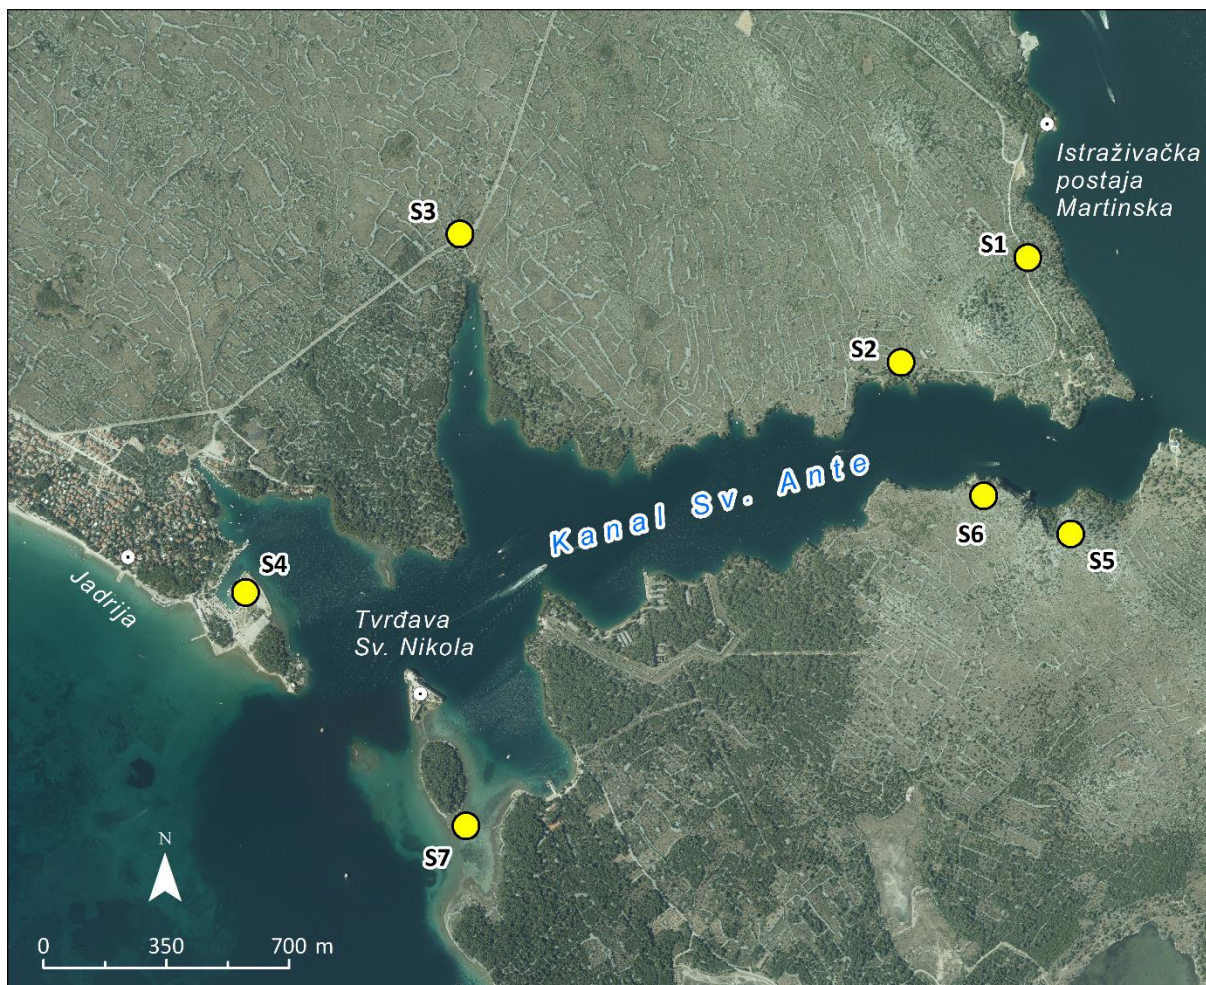 Istraživačka
postaja
Martinska
S3
S1
S2
Kanal Sv. Ante
S6
S5
S4
Jadrija
Tvrđava
Sv. Nikola
S7
N
0 350 700 m